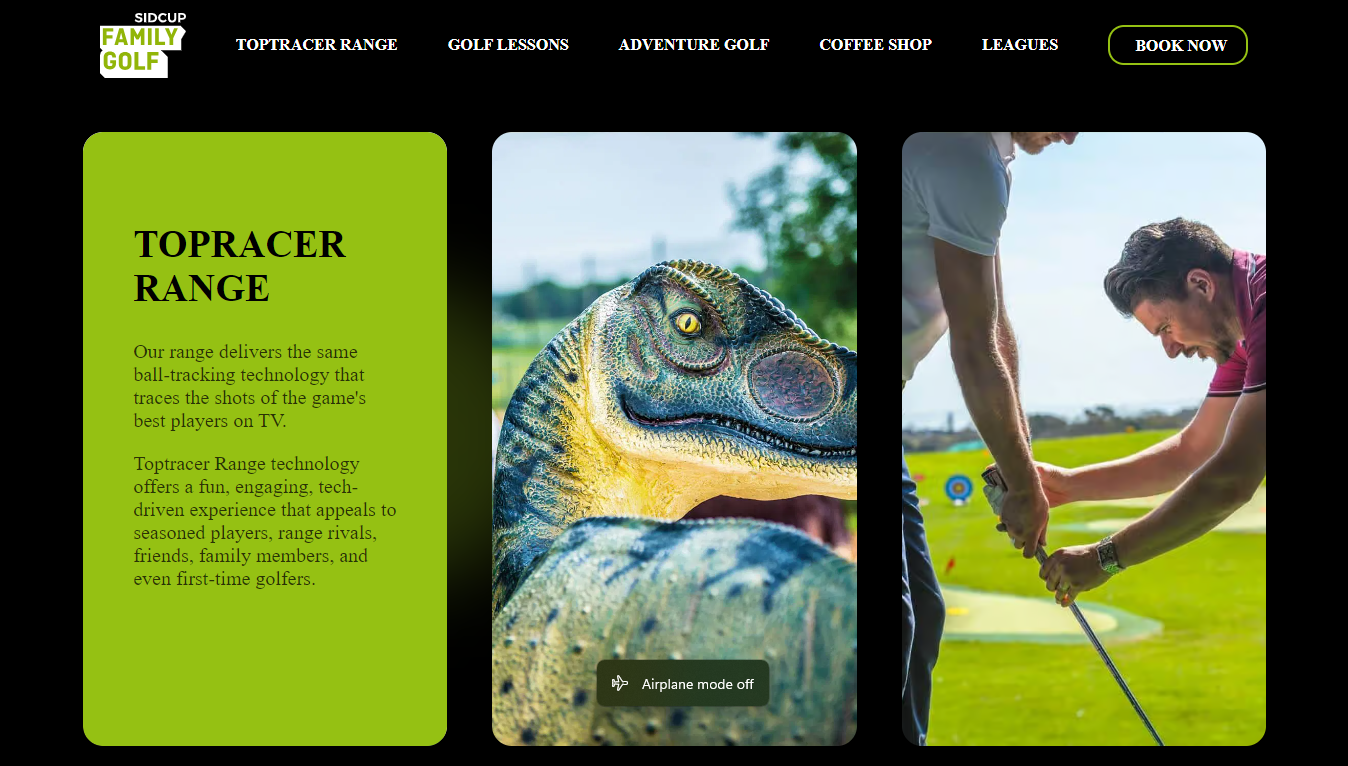 SIDCUP
FAMILY
GOLF
TOPTRACER RANGE
GOLF LESSONS
ADVENTURE GOLF
COFFEE SHOP
LEAGUES
BOOK NOW
TOPRACER
RANGE
Our range delivers the same
ball-tracking technology that
traces the shots of the game's
best players on TV.
Toptracer Range technology
offers a fun, engaging, tech-
driven experience that appeals to
seasoned players, range rivals,
friends, family members, and
even first-time golfers.
Airplane mode off